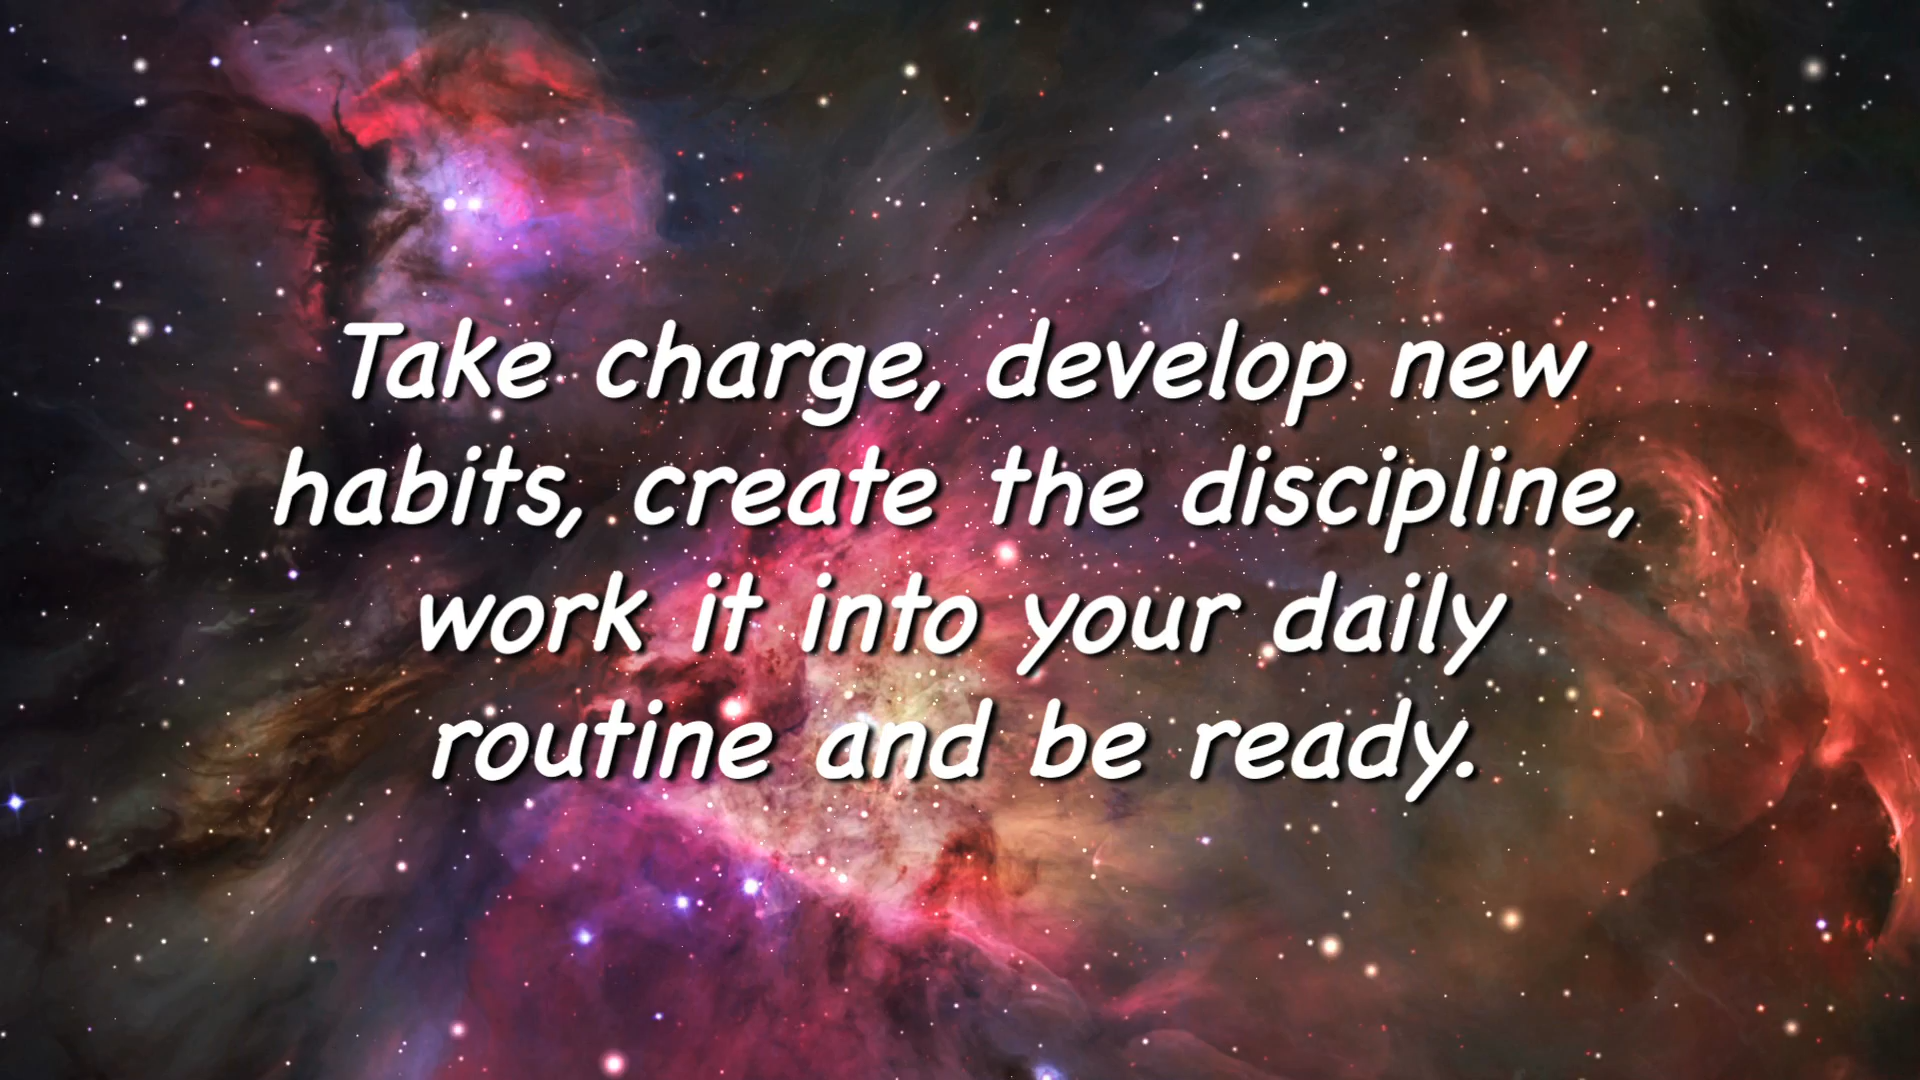 Take charge, develop new
habits, create the discipline,
work it into your daily
routine and be ready.